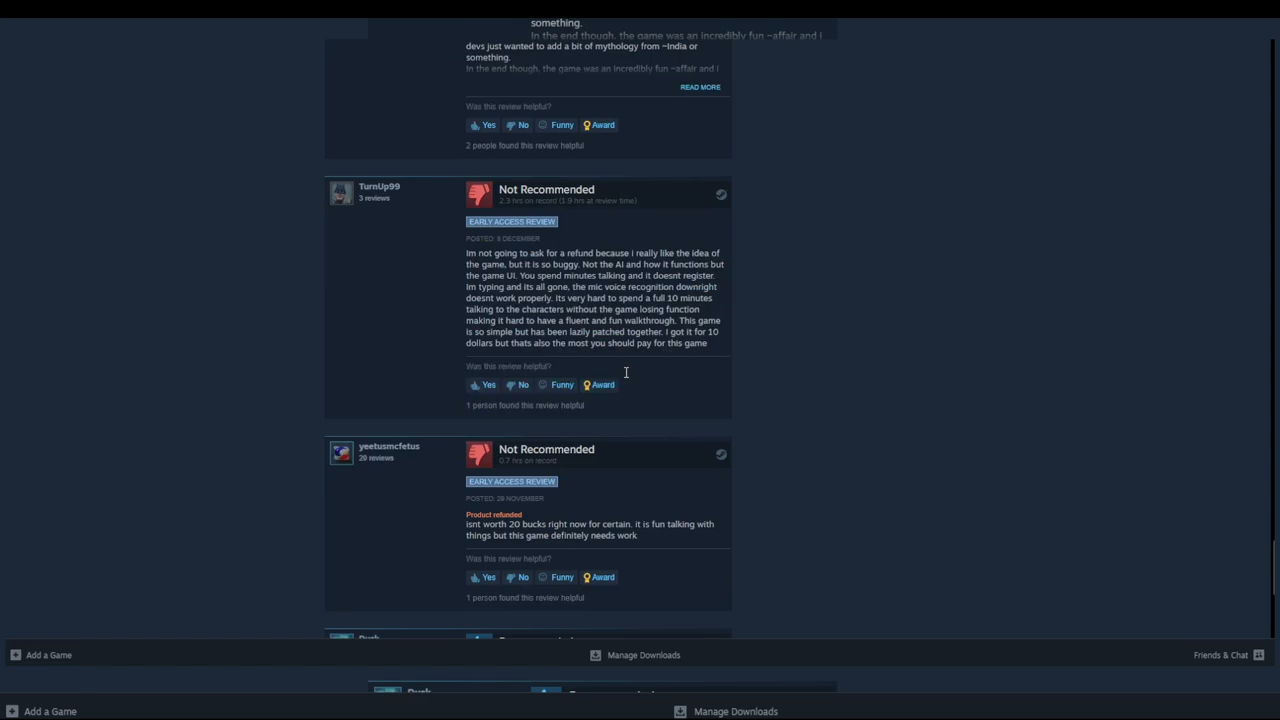 something.
In the end though, the game was an incredibly fun ~affair and I
devs just wanted to add a bit of mythology from ~India or
something.
In the end though, the game was an incredibly fun ~affair and I
READ MORE
Was this review helpful?
Yes No Funny Award
2 people found this review helpful
TurnUp99
3 reviews
Not Recommended
2.3 hrs on record (1.9 hrs at review time)
EARLY ACCESS REVIEW
POSTED: 8 DECEMBER
Im not going to ask for a refund because i really like the idea of
the game, but it is so buggy. Not the AI and how it functions but
the game UI. You spend minutes talking and it doesnt register.
Im typing and its all gone, the mic voice recognition downright
doesnt work properly. Its very hard to spend a full 10 minutes
talking to the characters without the game losing function
making it hard to have a fluent and fun walkthrough. This game
is so simple but has been lazily patched together. I got it for 10
dollars but thats also the most you should pay for this game
Was this review helpful?
Yes No Funny Award
1 person found this review helpful
yeetusmcfetus
20 reviews
Not Recommended
0.7 hrs on record
EARLY ACCESS REVIEW
POSTED: 29 NOVEMBER
Product refunded
isnt worth 20 bucks right now for certain. it is fun talking with
things but this game definitely needs work
Was this review helpful?
Yes No Funny Award
1 person found this review helpful
Add a Game Manage Downloads Friends & Chat
Add a Game Manage Downloads